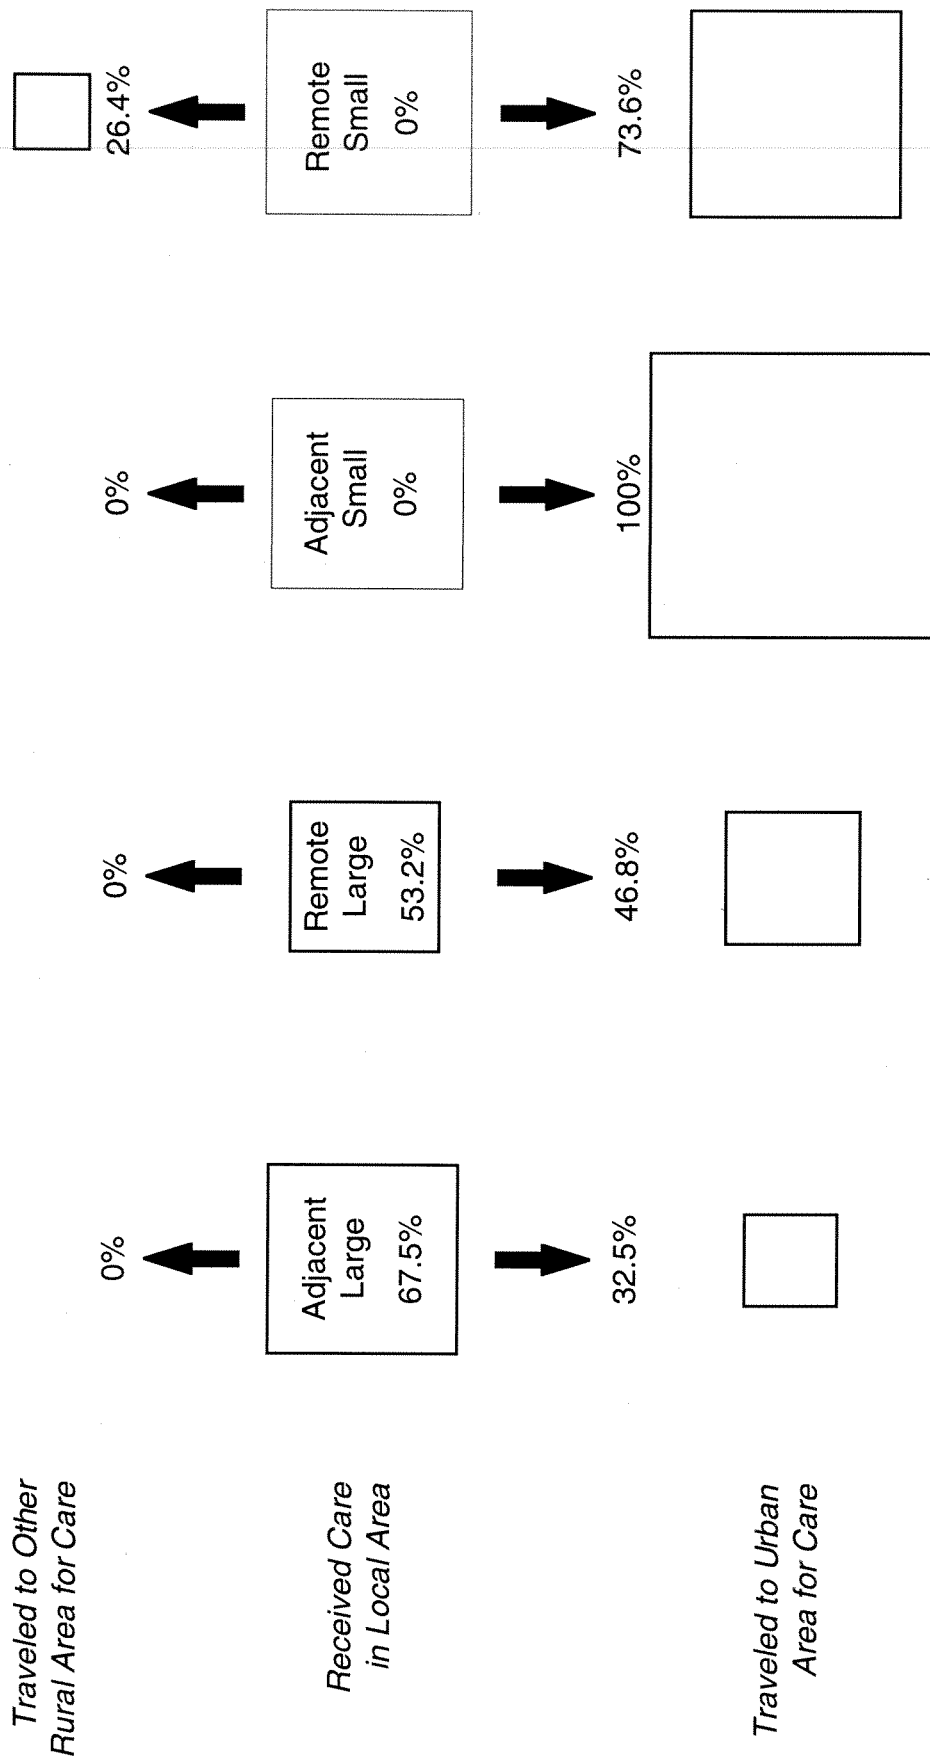 Traveled to Other
Rural Area for Care
0%
0%
0%
26.4%
Received Care
in Local Area
Adjacent
Large
67.5%
Remote
Large
53.2%
Adjacent
Small
0%
Remote
Small
0%
Traveled to Urban
Area for Care
32.5%
46.8%
100%
73.6%